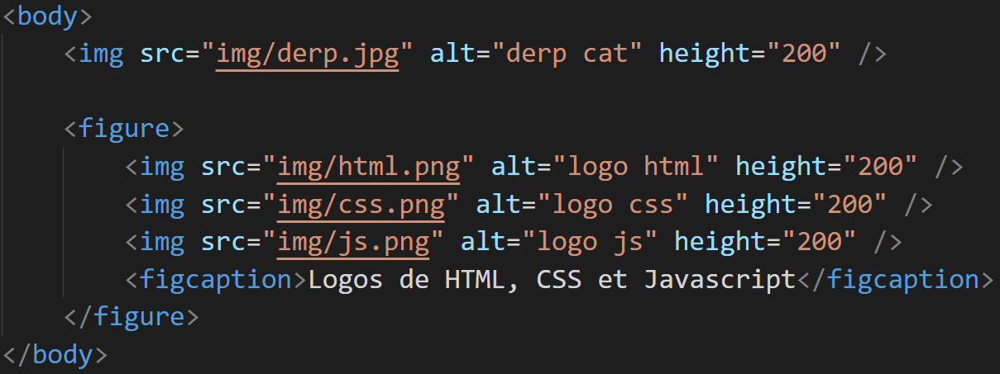 <body>
<img src="img/derp.jpg" alt="derp cat" height="200" />
<figure>
<img src="img/html.png" alt="logo html" height="200" />
<img src="img/css.png" alt="logo css" height="200" />
<img src="img/js.png" alt="logo js" height="200" />
<figcaption>Logos de HTML, CSS et Javascript</figcaption>
</figure>
</body>